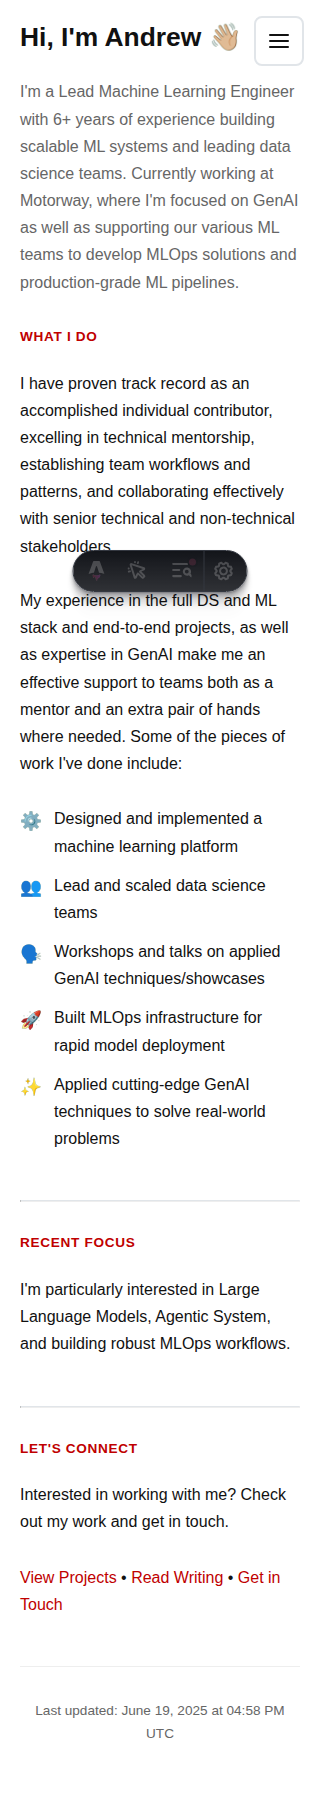 Hi, I'm Andrew 👋🏼
I'm a Lead Machine Learning Engineer
with 6+ years of experience building
scalable ML systems and leading data
science teams. Currently working at
Motorway, where I'm focused on GenAI
as well as supporting our various ML
teams to develop MLOps solutions and
production-grade ML pipelines.
WHAT I DO
I have proven track record as an
accomplished individual contributor,
excelling in technical mentorship,
establishing team workflows and
patterns, and collaborating effectively
with senior technical and non-technical
stakeholders
My experience in the full DS and ML
stack and end-to-end projects, as well
as expertise in GenAI make me an
effective support to teams both as a
mentor and an extra pair of hands
where needed. Some of the pieces of
work I've done include:
⚙️ Designed and implemented a
machine learning platform
👥 Lead and scaled data science
teams
🗣️ Workshops and talks on applied
GenAI techniques/showcases
🚀 Built MLOps infrastructure for
rapid model deployment
✨ Applied cutting-edge GenAI
techniques to solve real-world
problems
RECENT FOCUS
I'm particularly interested in Large
Language Models, Agentic System,
and building robust MLOps workflows.
LET'S CONNECT
Interested in working with me? Check
out my work and get in touch.
View Projects • Read Writing • Get in
Touch
Last updated: June 19, 2025 at 04:58 PM
UTC